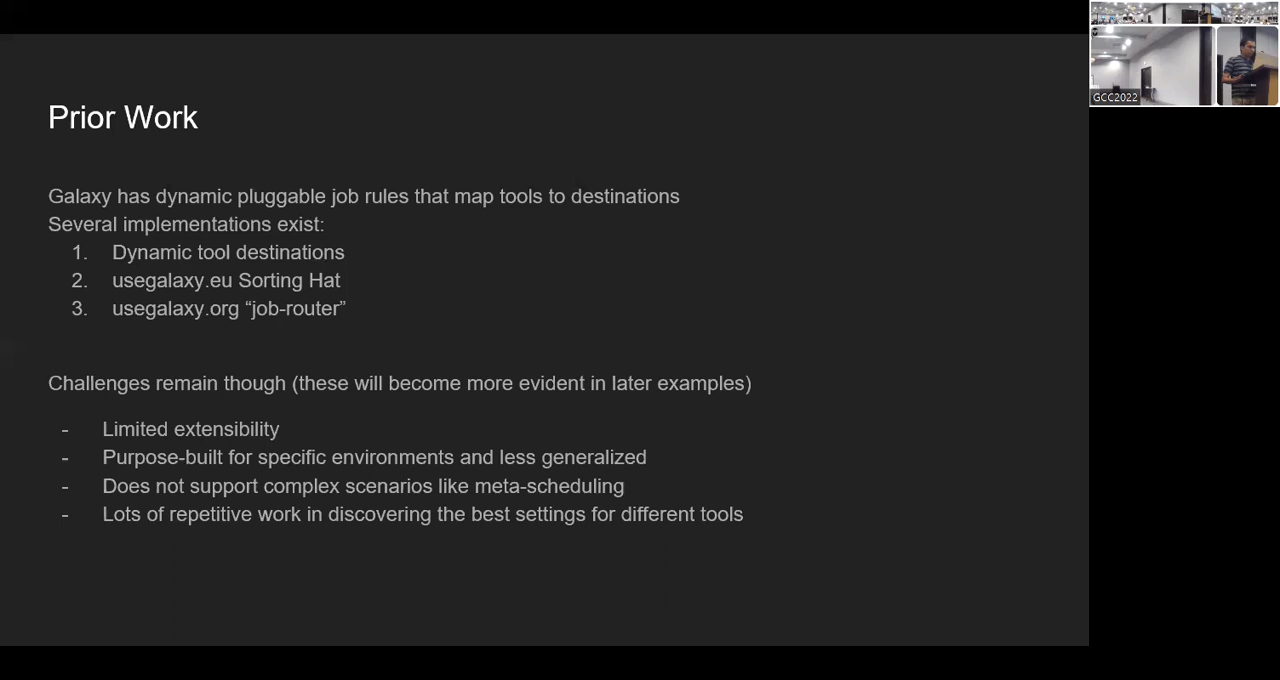 Prior Work
Galaxy has dynamic pluggable job rules that map tools to destinations
Several implementations exist:
1. Dynamic tool destinations
2. usegalaxy.eu Sorting Hat
3. usegalaxy.org “job-router”
Challenges remain though (these will become more evident in later examples)
- Limited extensibility
- Purpose-built for specific environments and less generalized
- Does not support complex scenarios like meta-scheduling
- Lots of repetitive work in discovering the best settings for different tools
GCC2022